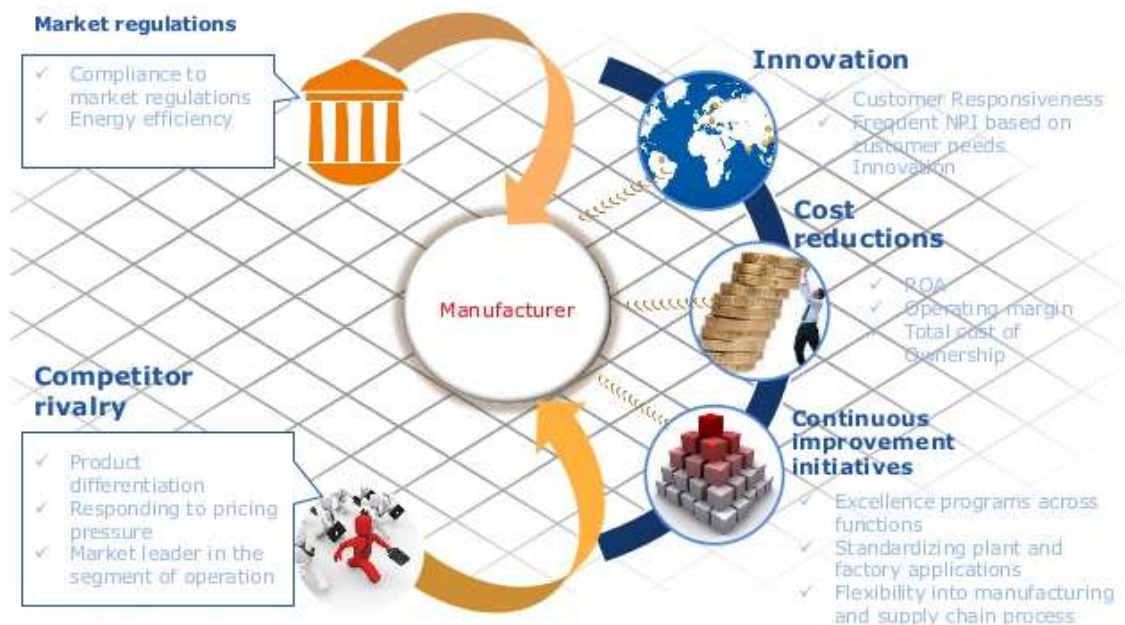 Market regulations
Compliance to
market regulations
Energy efficiency
Innovation
Customer Responsiveness
Frequent NPI based on
customer needs
Innovation
Cost
reductions
ROA
Operating margin
Total cost of
Ownership
Manufacturer
Competitor
rivalry
Product
differentiation
Responding to pricing
pressure
Market leader in the
segment of operation
Continuous
improvement
initiatives
Excellence programs across
functions
Standardizing plant and
factory applications
Flexibility into manufacturing
and supply chain process